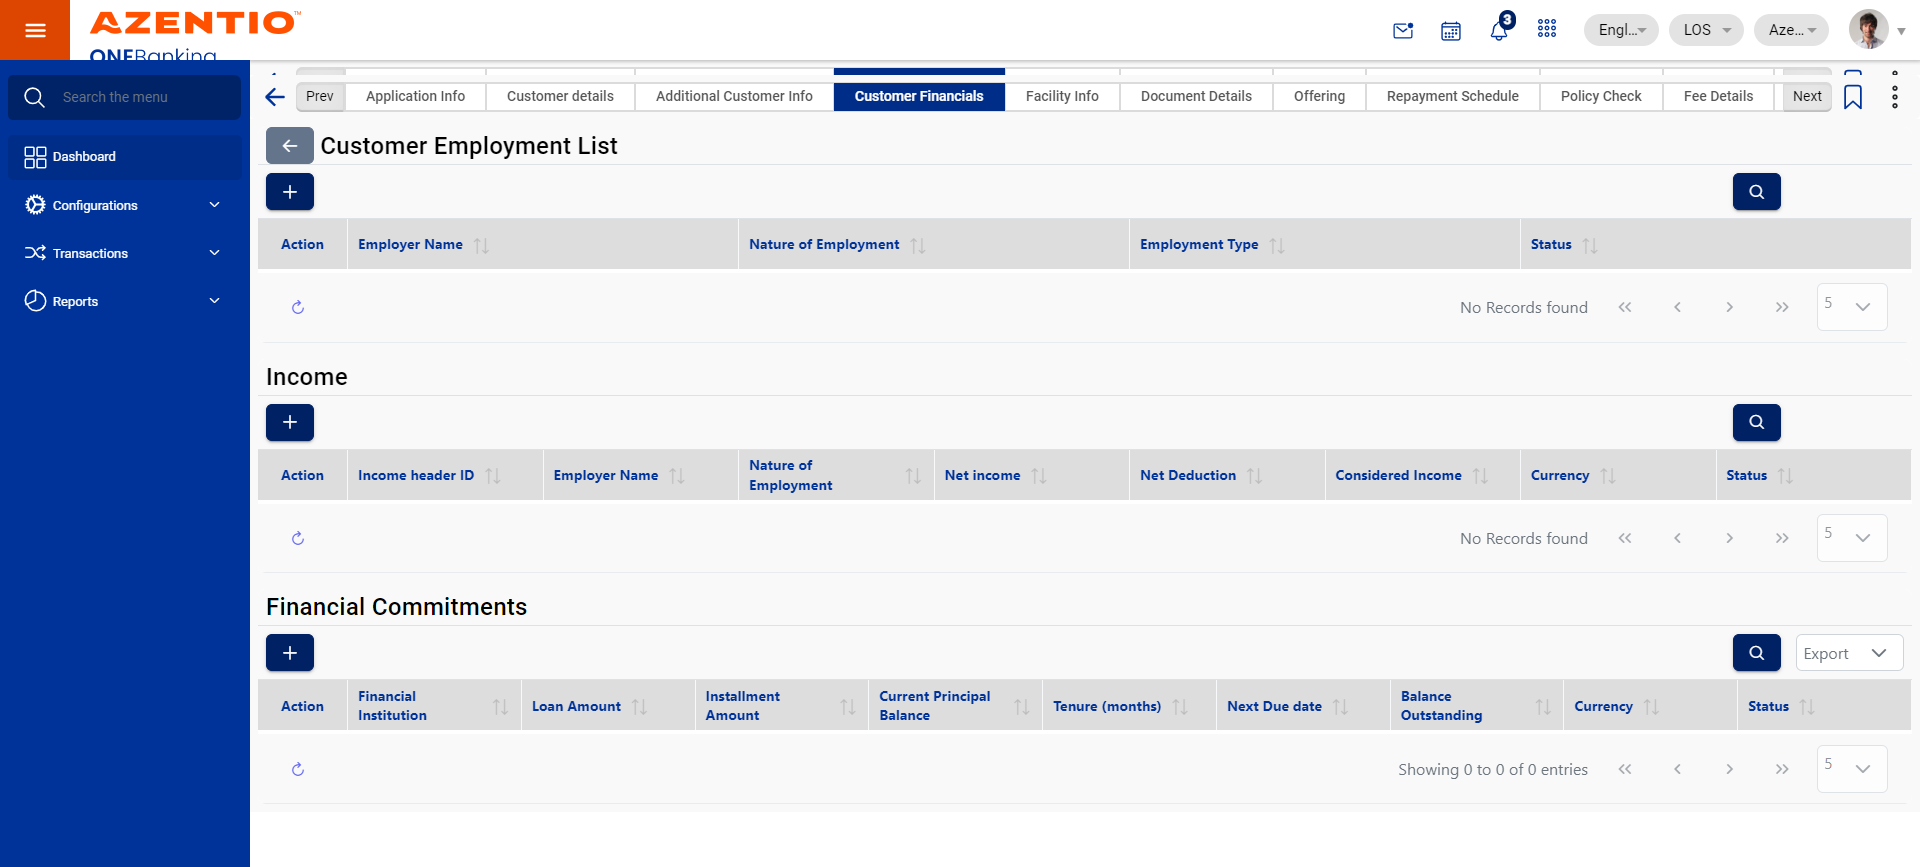 AZENTIO™
ONEBanking
3
Engl...
LOS
Aze...
Search the menu
Dashboard
Configurations
Transactions
Reports
Prev
Application Info
Customer details
Additional Customer Info
Customer Financials
Facility Info
Document Details
Offering
Repayment Schedule
Policy Check
Fee Details
Next
Customer Employment List
Action
Employer Name
Nature of Employment
Employment Type
Status
No Records found
5
Income
Action
Income header ID
Employer Name
Nature of
Employment
Net income
Net Deduction
Considered Income
Currency
Status
No Records found
5
Financial Commitments
Export
Action
Financial
Institution
Loan Amount
Installment
Amount
Current Principal
Balance
Tenure (months)
Next Due date
Balance
Outstanding
Currency
Status
Showing 0 to 0 of 0 entries
5